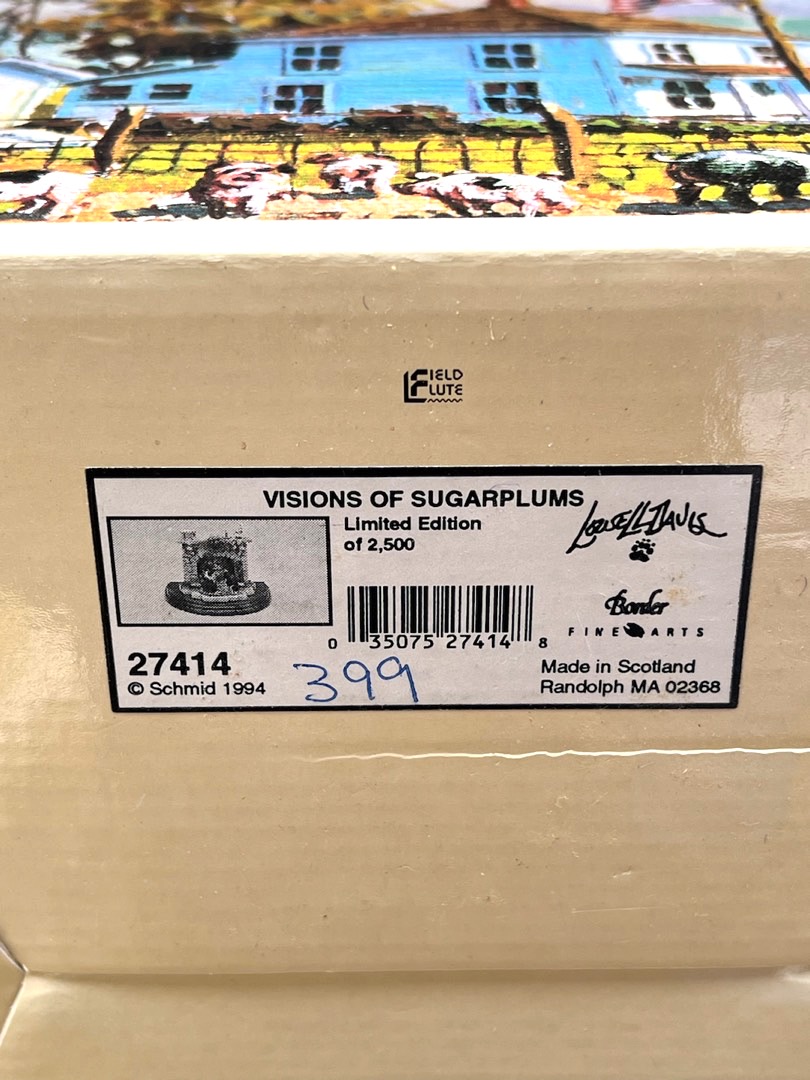 FIELD
FLUTE
VISIONS OF SUGARPLUMS
Limited Edition
of 2,500
Lowell Davis
Border
FINE ARTS
0 35075 27414 8
27414
© Schmid 1994
399
Made in Scotland
Randolph MA 02368